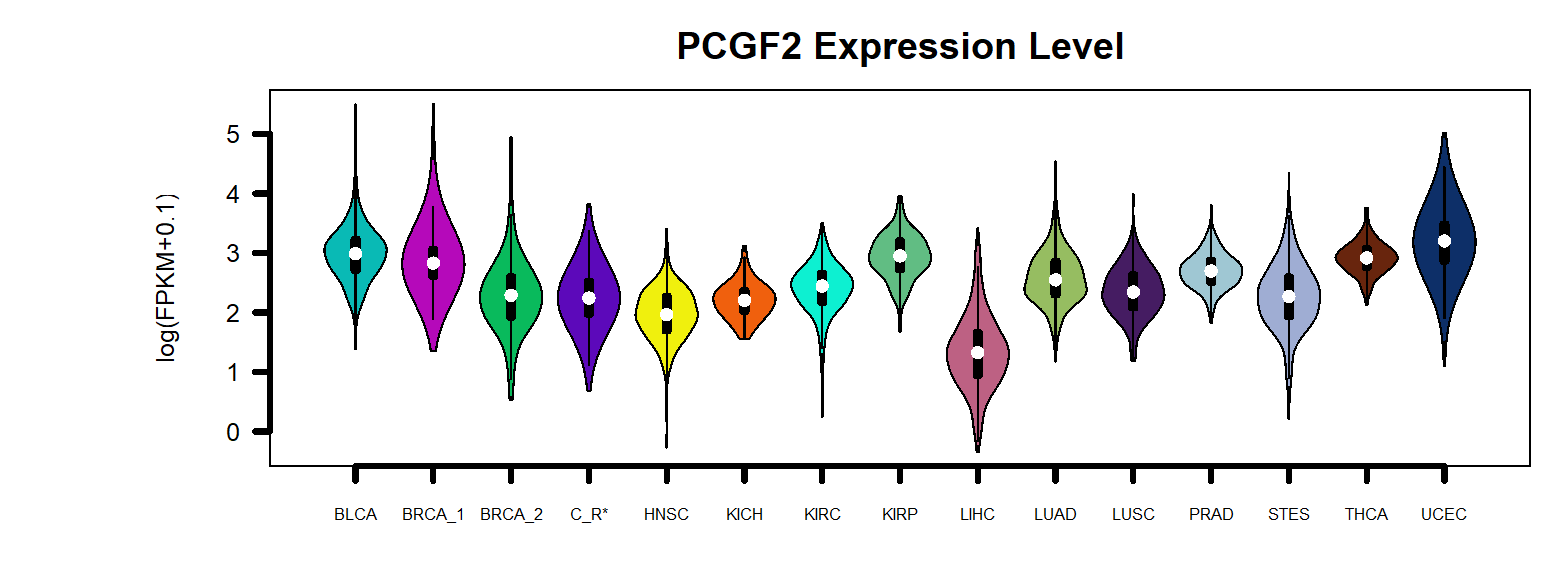 PCGF2 Expression Level
log(FPKM+0.1)
5
4
3
2
1
0
BLCA BRCA_1 BRCA_2 C_R* HNSC KICH KIRC KIRP LIHC LUAD LUSC PRAD STES THCA UCEC